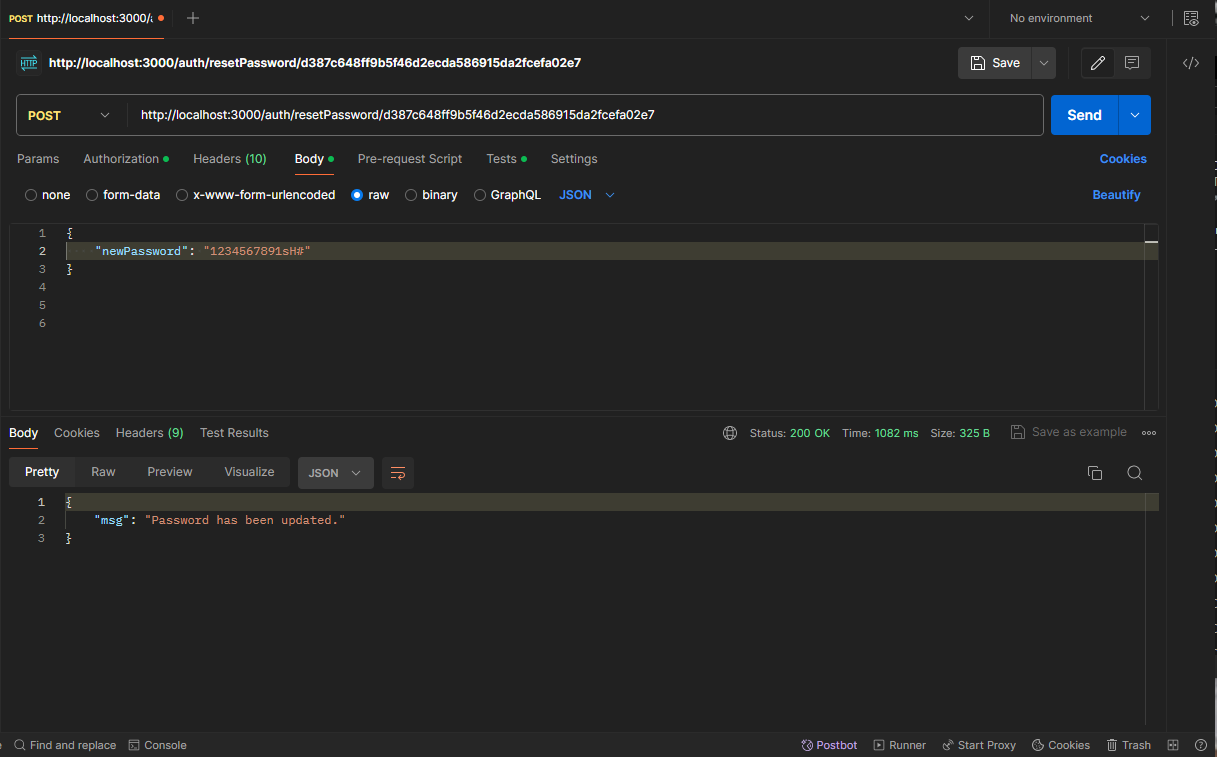 POST http://localhost:3000/a
No environment
HTTP http://localhost:3000/auth/resetPassword/d387c648ff9b5f46d2ecda586915da2fcefa02e7 Save
POST http://localhost:3000/auth/resetPassword/d387c648ff9b5f46d2ecda586915da2fcefa02e7 Send
Params Authorization Headers (10) Body Pre-request Script Tests Settings Cookies
none form-data x-www-form-urlencoded raw binary GraphQL JSON Beautify
1 {
2 "newPassword": "1234567891sH#"
3 }
4
5
6
Body Cookies Headers (9) Test Results Status: 200 OK Time: 1082 ms Size: 325 B Save as example
Pretty Raw Preview Visualize JSON
1 {
2 "msg": "Password has been updated."
3 }
Find and replace Console Postbot Runner Start Proxy Cookies Trash